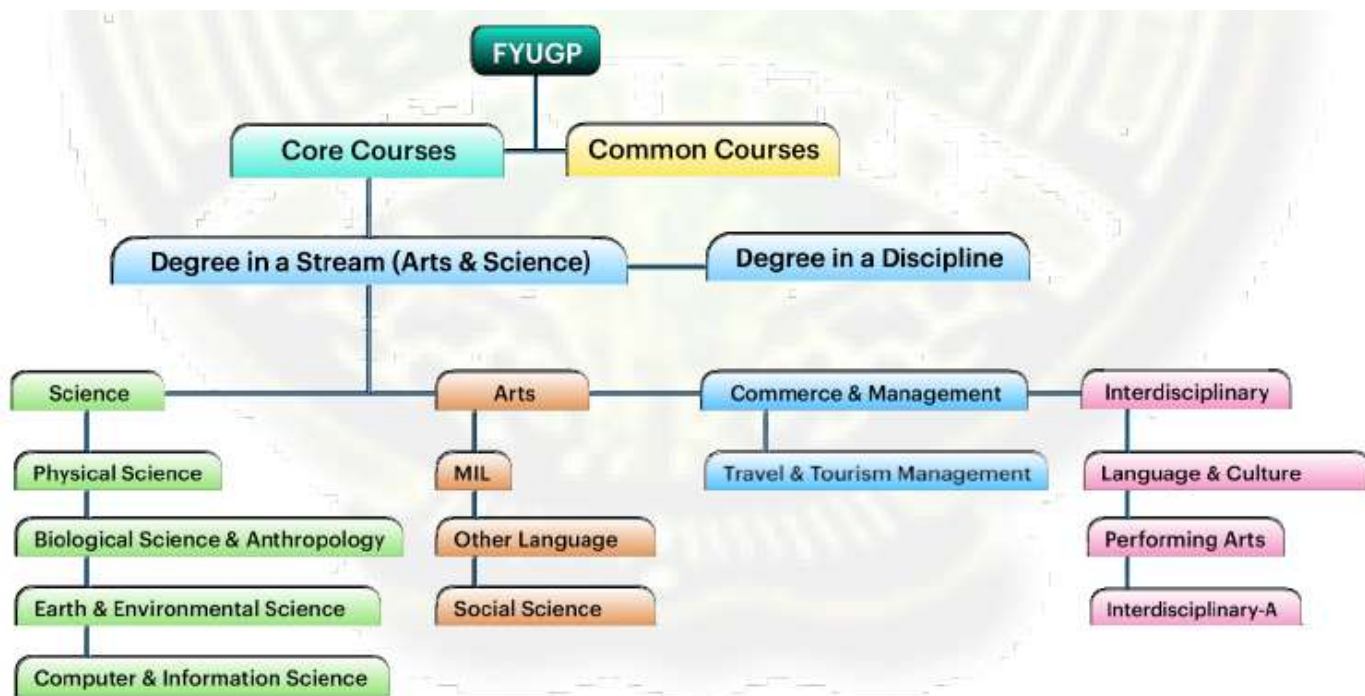 FYUGP
Core Courses
Common Courses
Degree in a Stream (Arts & Science)
Degree in a Discipline
Science
Arts
Commerce & Management
Interdisciplinary
Physical Science
MIL
Travel & Tourism Management
Language & Culture
Biological Science & Anthropology
Other Language
Performing Arts
Earth & Environmental Science
Social Science
Interdisciplinary-A
Computer & Information Science